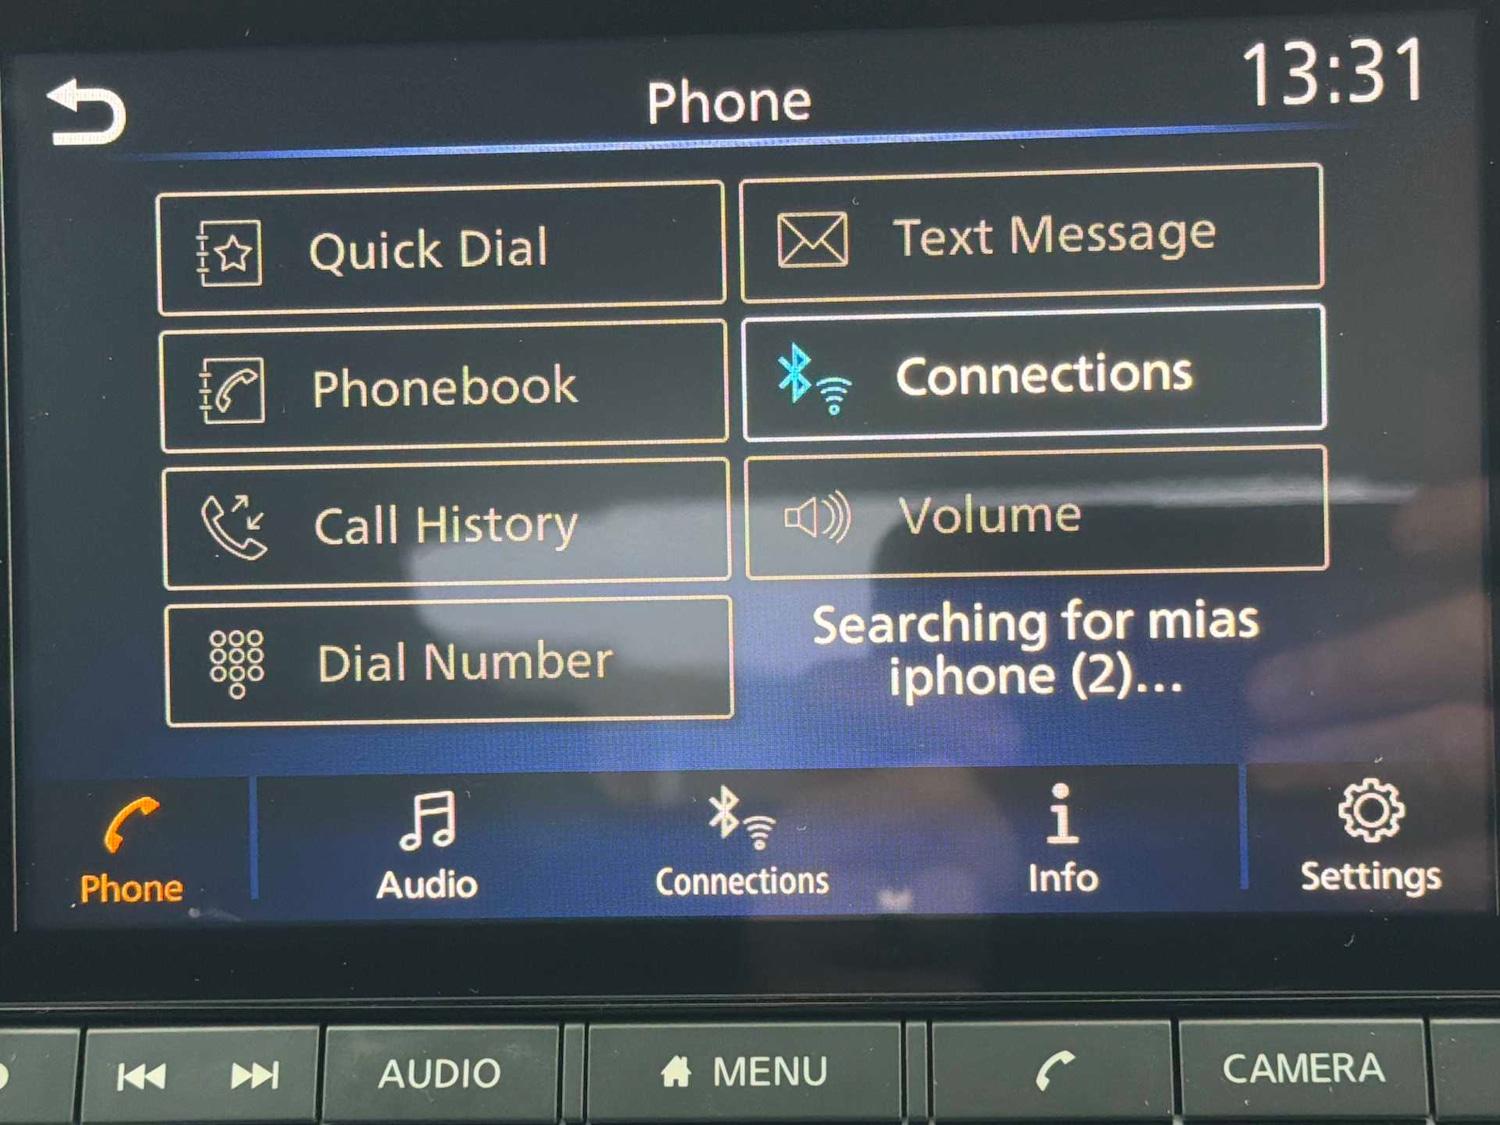 Phone
13:31
Quick Dial
Text Message
Phonebook
Connections
Call History
Volume
Dial Number
Searching for mias
iphone (2)...
Phone
Audio
Connections
Info
Settings
AUDIO
MENU
CAMERA